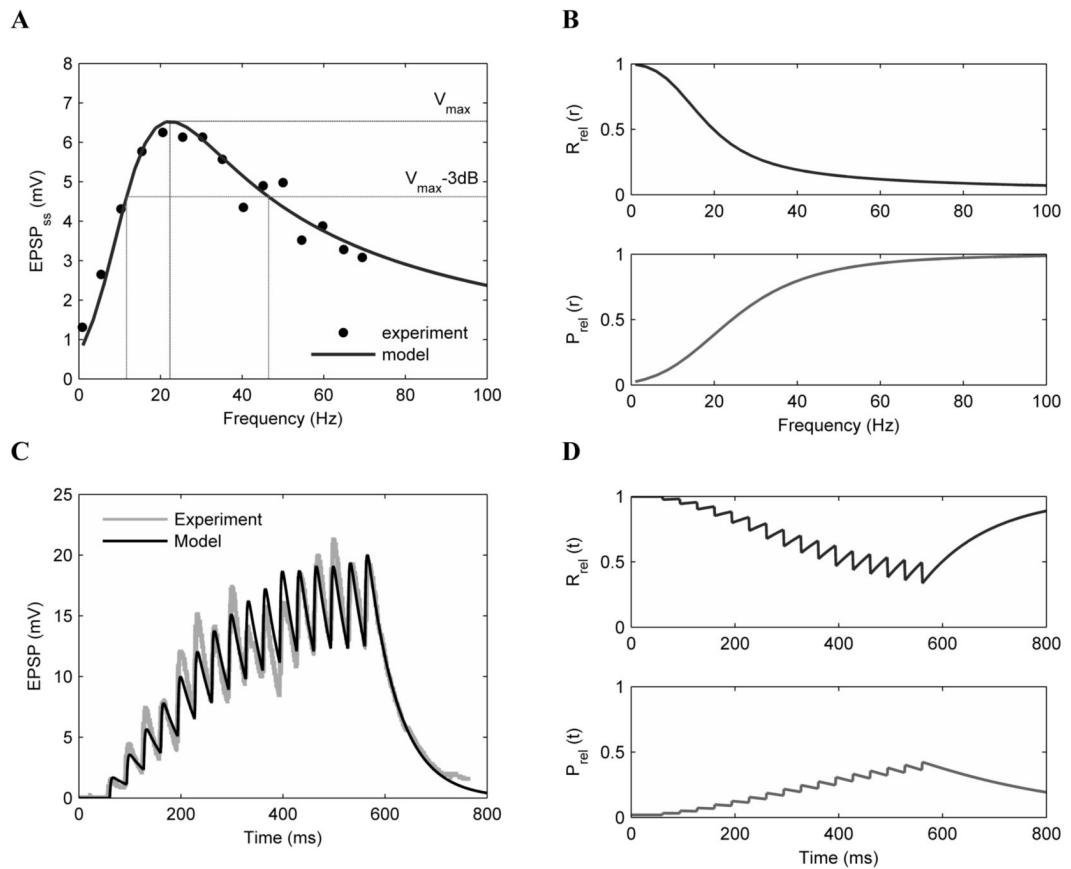 A
8
7
6
5
4
3
2
1
0
EPSP_ss (mV)
V_max
V_max-3dB
experiment
model
0 20 40 60 80 100
Frequency (Hz)
B
1
0.5
0
R_rel (r)
0 20 40 60 80 100
1
0.5
0
P_rel (r)
0 20 40 60 80 100
Frequency (Hz)
C
25
20
15
10
5
0
EPSP (mV)
Experiment
Model
0 200 400 600 800
Time (ms)
D
1
0.5
0
R_rel (t)
0 200 400 600 800
1
0.5
0
P_rel (t)
0 200 400 600 800
Time (ms)